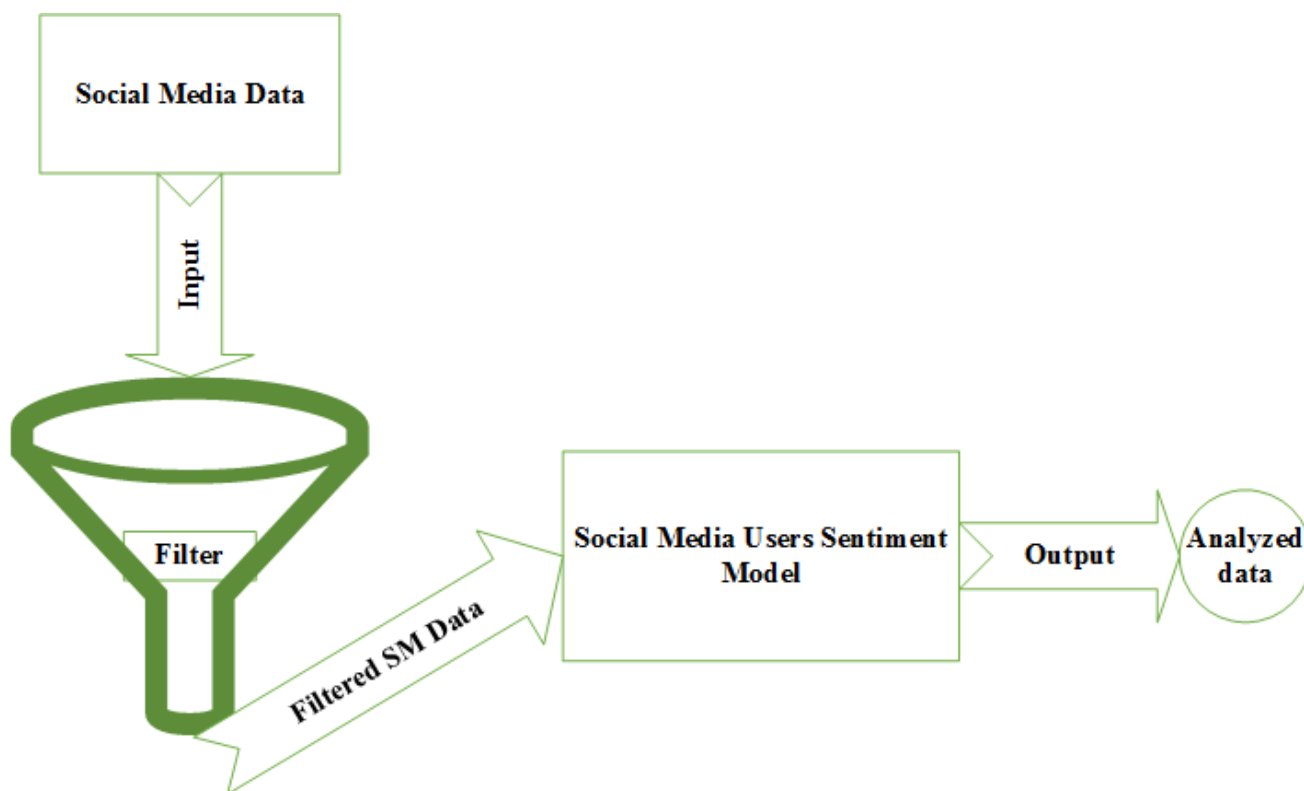 Social Media Data
Input
Filter
Filtered SM Data
Social Media Users Sentiment
Model
Output
Analyzed
data